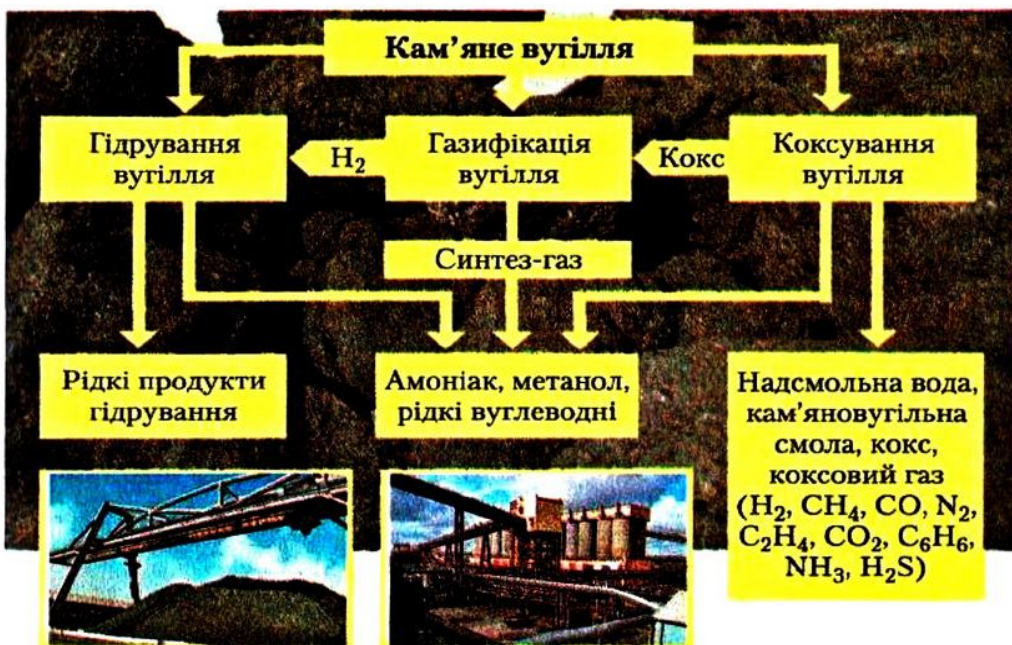 Кам’яне вугілля
Гідрування
вугілля
H₂
Газифікація
вугілля
Кокс
Коксування
вугілля
Синтез-газ
Рідкі продукти
гідрування
Амоніак, метанол,
рідкі вуглеводні
Надсмольна вода,
кам’яновугільна
смола, кокс,
коксовий газ
(H₂, CH₄, CO, N₂,
C₂H₄, CO₂, C₆H₆,
NH₃, H₂S)